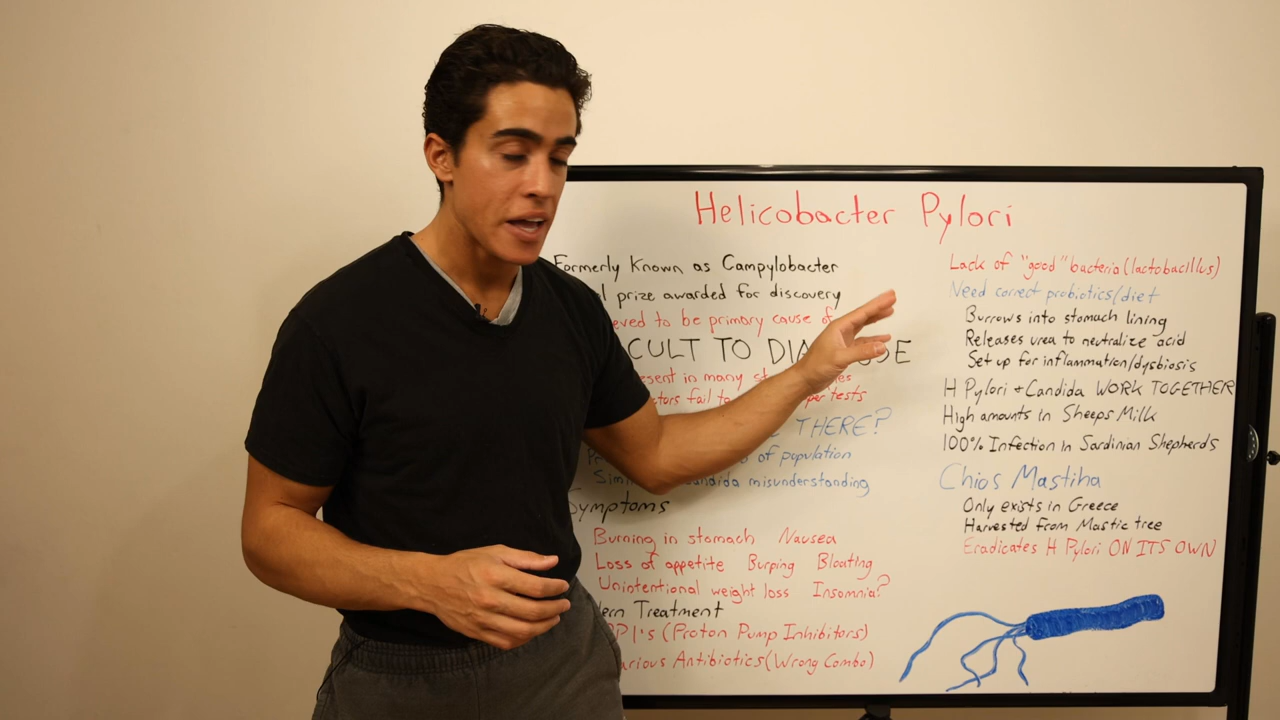 Helicobacter Pylori
Formerly Known as Campylobacter
l prize awarded for discovery
eved to be primary cause of
CULT TO DIA SE
sent in many st
ctors fail to per tests
THERE?
of population
Sim ndida misunderstanding
Symptoms
Burning in stomach Nausea
Loss of appetite Burping Bloating
Unintentional weight loss Insomnia?
ern Treatment
PPI's (Proton Pump Inhibitors)
arious Antibiotics (Wrong Combo)
Lack of "good" bacteria (lactobacillus)
Need correct probiotics/diet
Burrows into stomach lining
Releases urea to neutralize acid
Set up for inflammation/dysbiosis
H Pylori + Candida WORK TOGETHER
High amounts in Sheeps Milk
100% Infection In Sardinian Shepherds
Chios Mastiha
Only exists in Greece
Harvested from Mastic tree
Eradicates H Pylori ON ITS OWN